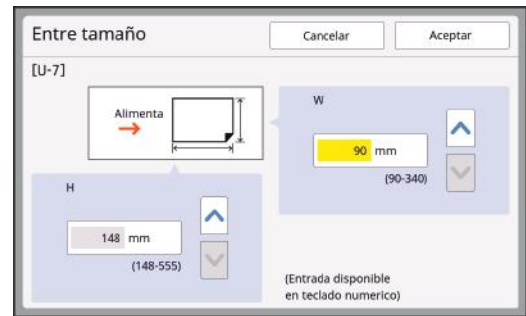 Entre tamaño
Cancelar
Aceptar
[U-7]
Alimenta
W
90 mm
(90-340)
H
148 mm
(148-555)
(Entrada disponible
en teclado numerico)